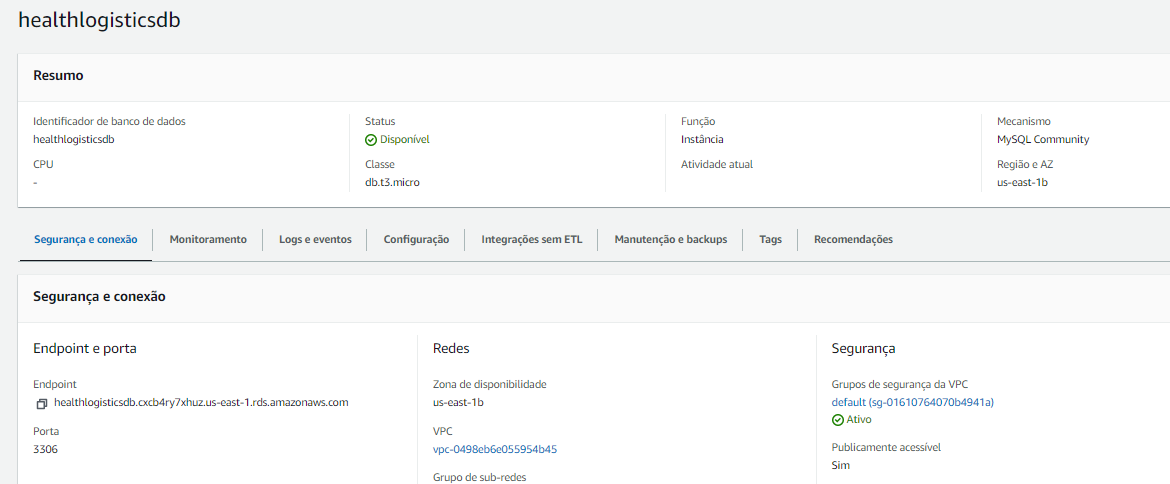 healthlogisticsdb
Resumo
Identificador de banco de dados
healthlogisticsdb
CPU
-
Status
Disponível
Classe
db.t3.micro
Função
Instância
Atividade atual
Mecanismo
MySQL Community
Região e AZ
us-east-1b
Segurança e conexão
Monitoramento
Logs e eventos
Configuração
Integrações sem ETL
Manutenção e backups
Tags
Recomendações
Segurança e conexão
Endpoint e porta
Endpoint
healthlogisticsdb.cxcb4ry7xhuz.us-east-1.rds.amazonaws.com
Porta
3306
Redes
Zona de disponibilidade
us-east-1b
VPC
vpc-0498eb6e055954b45
Grupo de sub-redes
Segurança
Grupos de segurança da VPC
default (sg-01610764070b4941a)
Ativo
Publicamente acessível
Sim